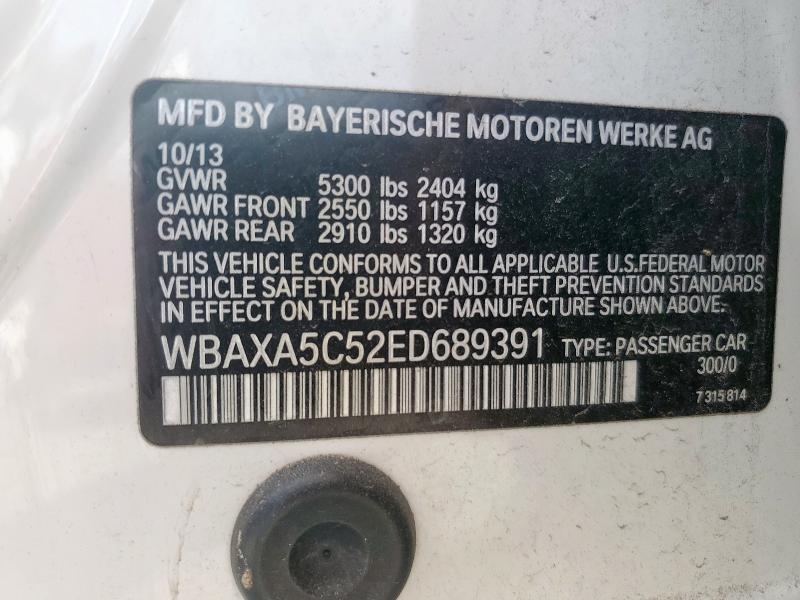 MFD BY BAYERISCHE MOTOREN WERKE AG
10/13
GVWR 5300 lbs 2404 kg
GAWR FRONT 2550 lbs 1157 kg
GAWR REAR 2910 lbs 1320 kg
THIS VEHICLE CONFORMS TO ALL APPLICABLE U.S.FEDERAL MOTOR
VEHICLE SAFETY, BUMPER AND THEFT PREVENTION STANDARDS
IN EFFECT ON THE DATE OF MANUFACTURE SHOWN ABOVE:
WBAXA5C52ED689391 TYPE: PASSENGER CAR
300/0
7 315 814